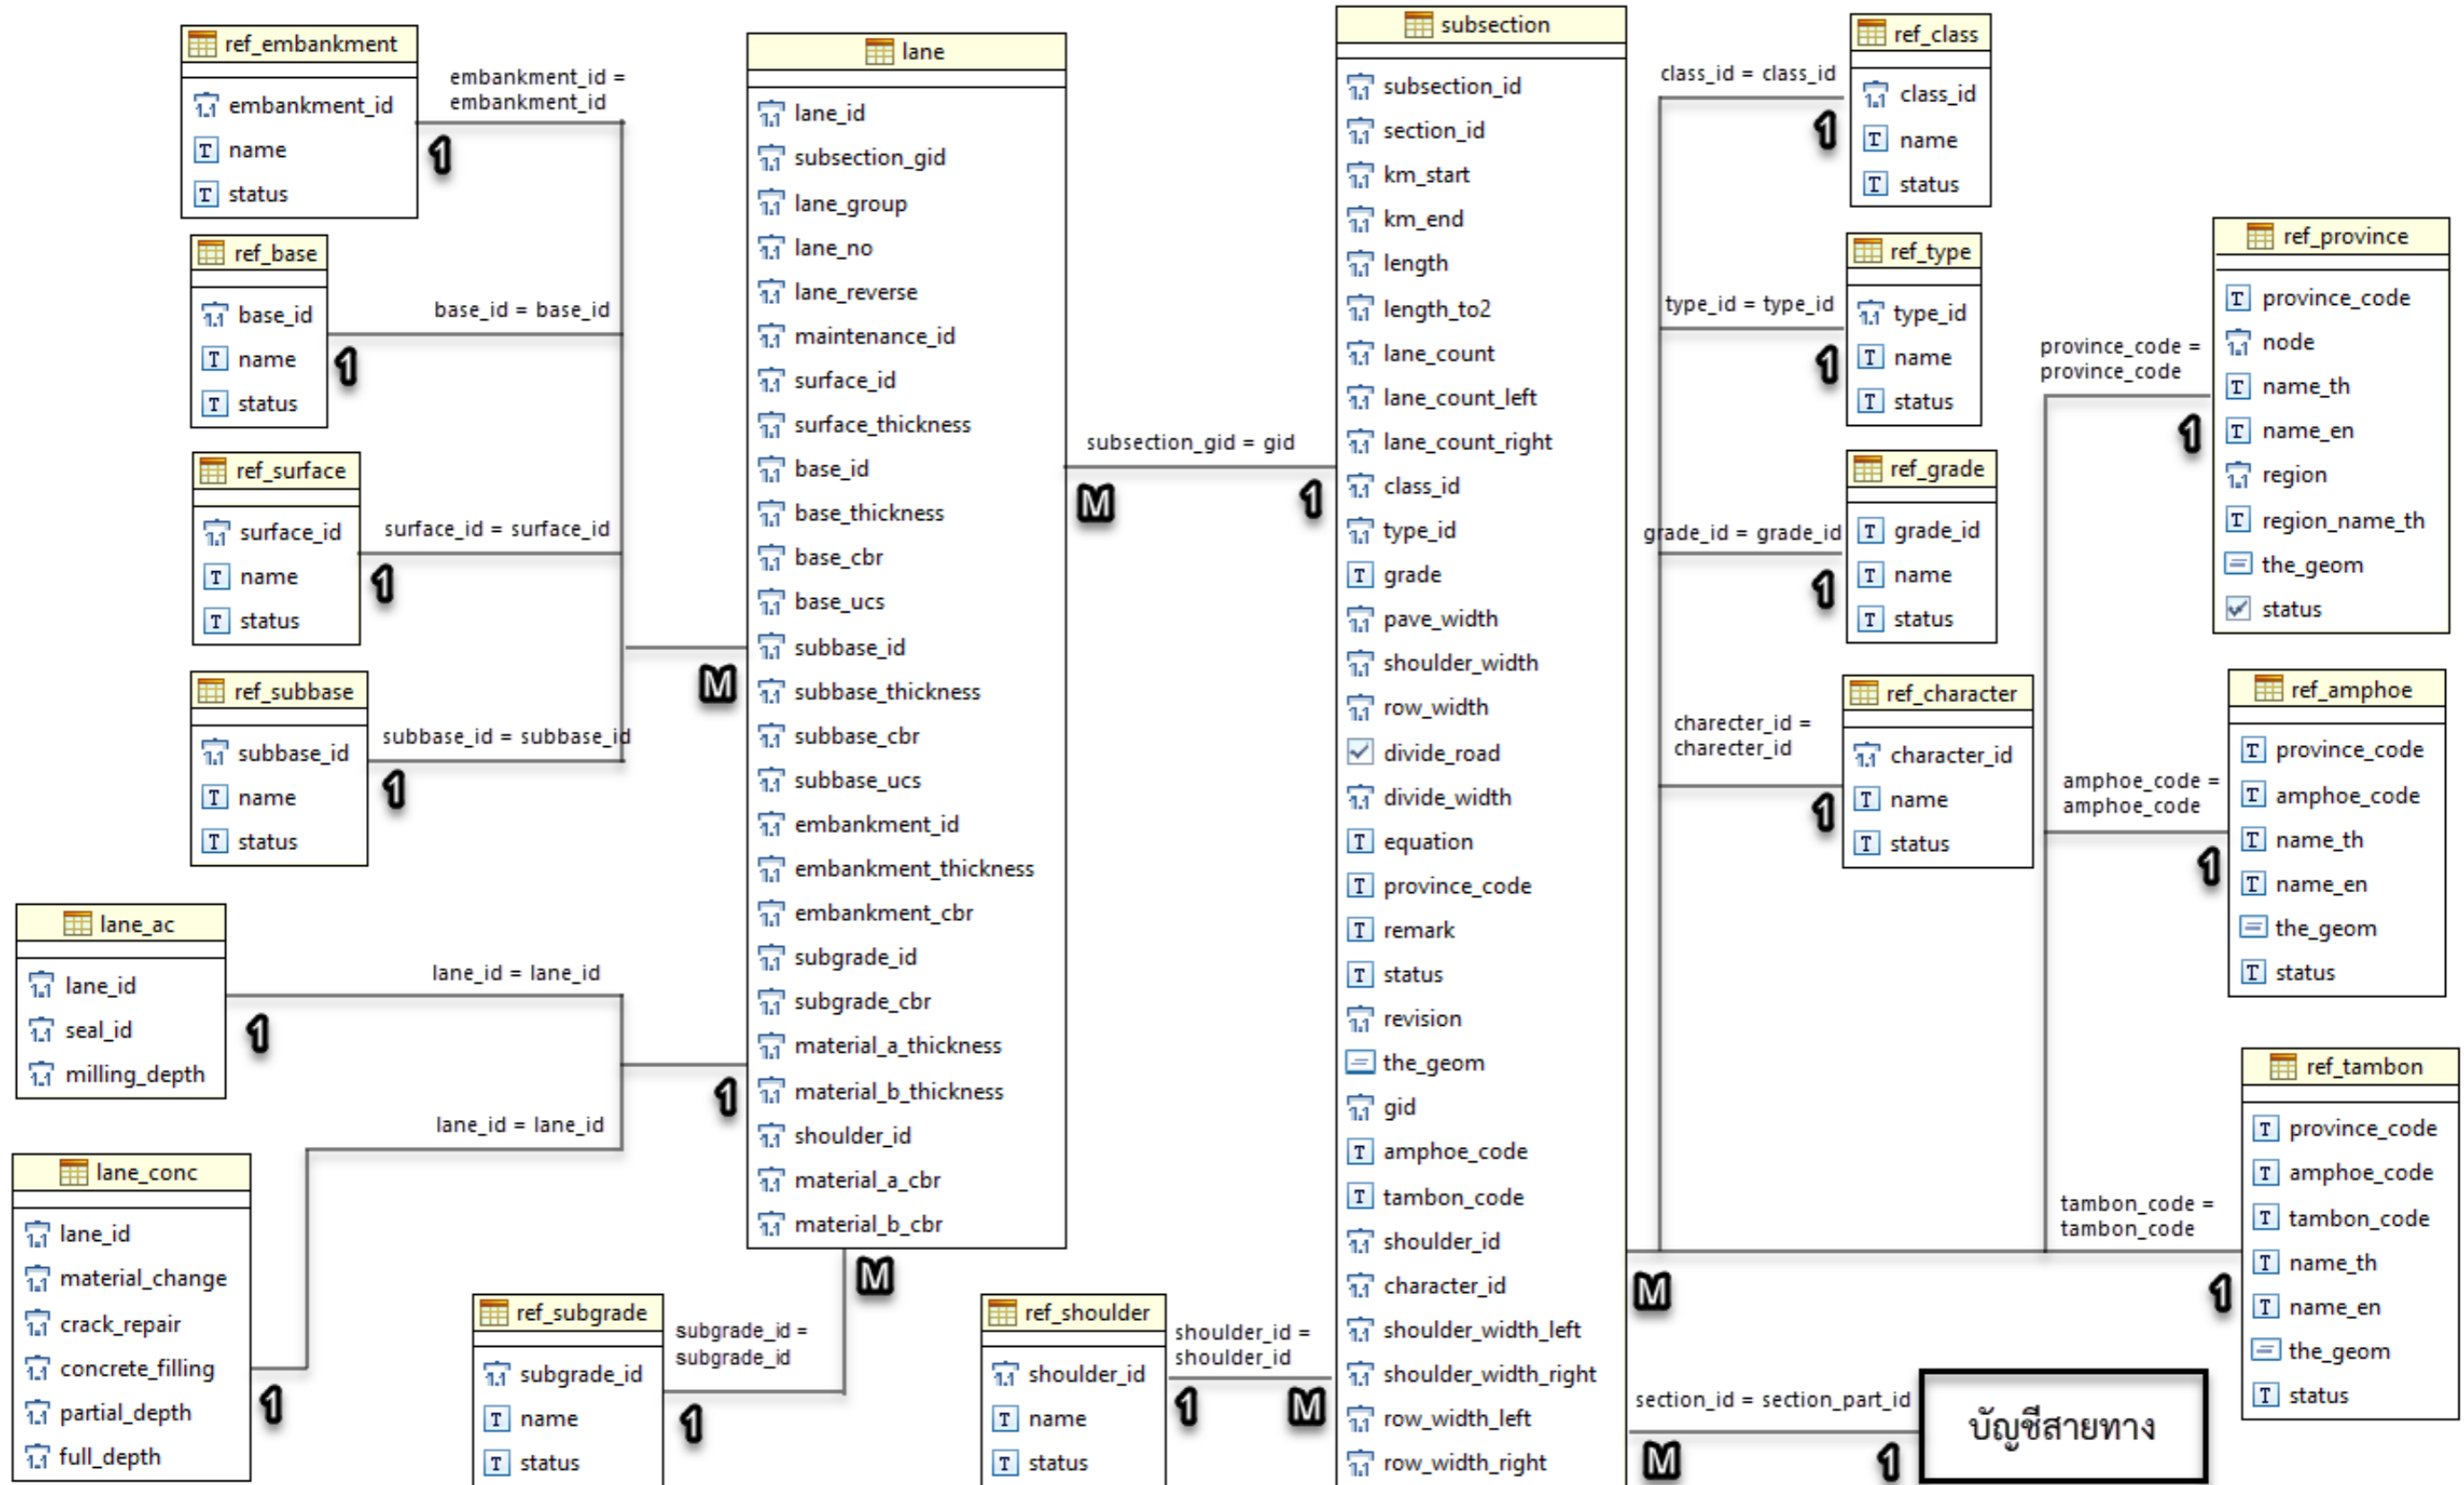 ref_embankment
embankment_id
name
status
embankment_id =
embankment_id
1
ref_base
base_id
name
status
base_id = base_id
1
ref_surface
surface_id
name
status
surface_id = surface_id
1
ref_subbase
subbase_id
name
status
subbase_id = subbase_id
1
M
lane_ac
lane_id
seal_id
milling_depth
lane_id = lane_id
1
lane_conc
lane_id
material_change
crack_repair
concrete_filling
partial_depth
full_depth
lane_id = lane_id
1
1
lane
lane_id
subsection_gid
lane_group
lane_no
lane_reverse
maintenance_id
surface_id
surface_thickness
base_id
base_thickness
base_cbr
base_ucs
subbase_id
subbase_thickness
subbase_cbr
subbase_ucs
embankment_id
embankment_thickness
embankment_cbr
subgrade_id
subgrade_cbr
material_a_thickness
material_b_thickness
shoulder_id
material_a_cbr
material_b_cbr
M
ref_subgrade
subgrade_id
name
status
subgrade_id =
subgrade_id
1
subsection_gid = gid
M
1
ref_shoulder
shoulder_id
name
status
shoulder_id =
shoulder_id
1
M
subsection
subsection_id
section_id
km_start
km_end
length
length_to2
lane_count
lane_count_left
lane_count_right
class_id
type_id
grade
pave_width
shoulder_width
row_width
divide_road
divide_width
equation
province_code
remark
status
revision
the_geom
gid
amphoe_code
tambon_code
shoulder_id
character_id
shoulder_width_left
shoulder_width_right
row_width_left
row_width_right
class_id = class_id
1
ref_class
class_id
name
status
type_id = type_id
1
ref_type
type_id
name
status
grade_id = grade_id
1
ref_grade
grade_id
name
status
charecter_id =
charecter_id
1
ref_character
character_id
name
status
province_code =
province_code
1
ref_province
province_code
node
name_th
name_en
region
region_name_th
the_geom
status
amphoe_code =
amphoe_code
1
ref_amphoe
province_code
amphoe_code
name_th
name_en
the_geom
status
tambon_code =
tambon_code
M
1
ref_tambon
province_code
amphoe_code
tambon_code
name_th
name_en
the_geom
status
section_id = section_part_id
M
1
บัญชีสายทาง